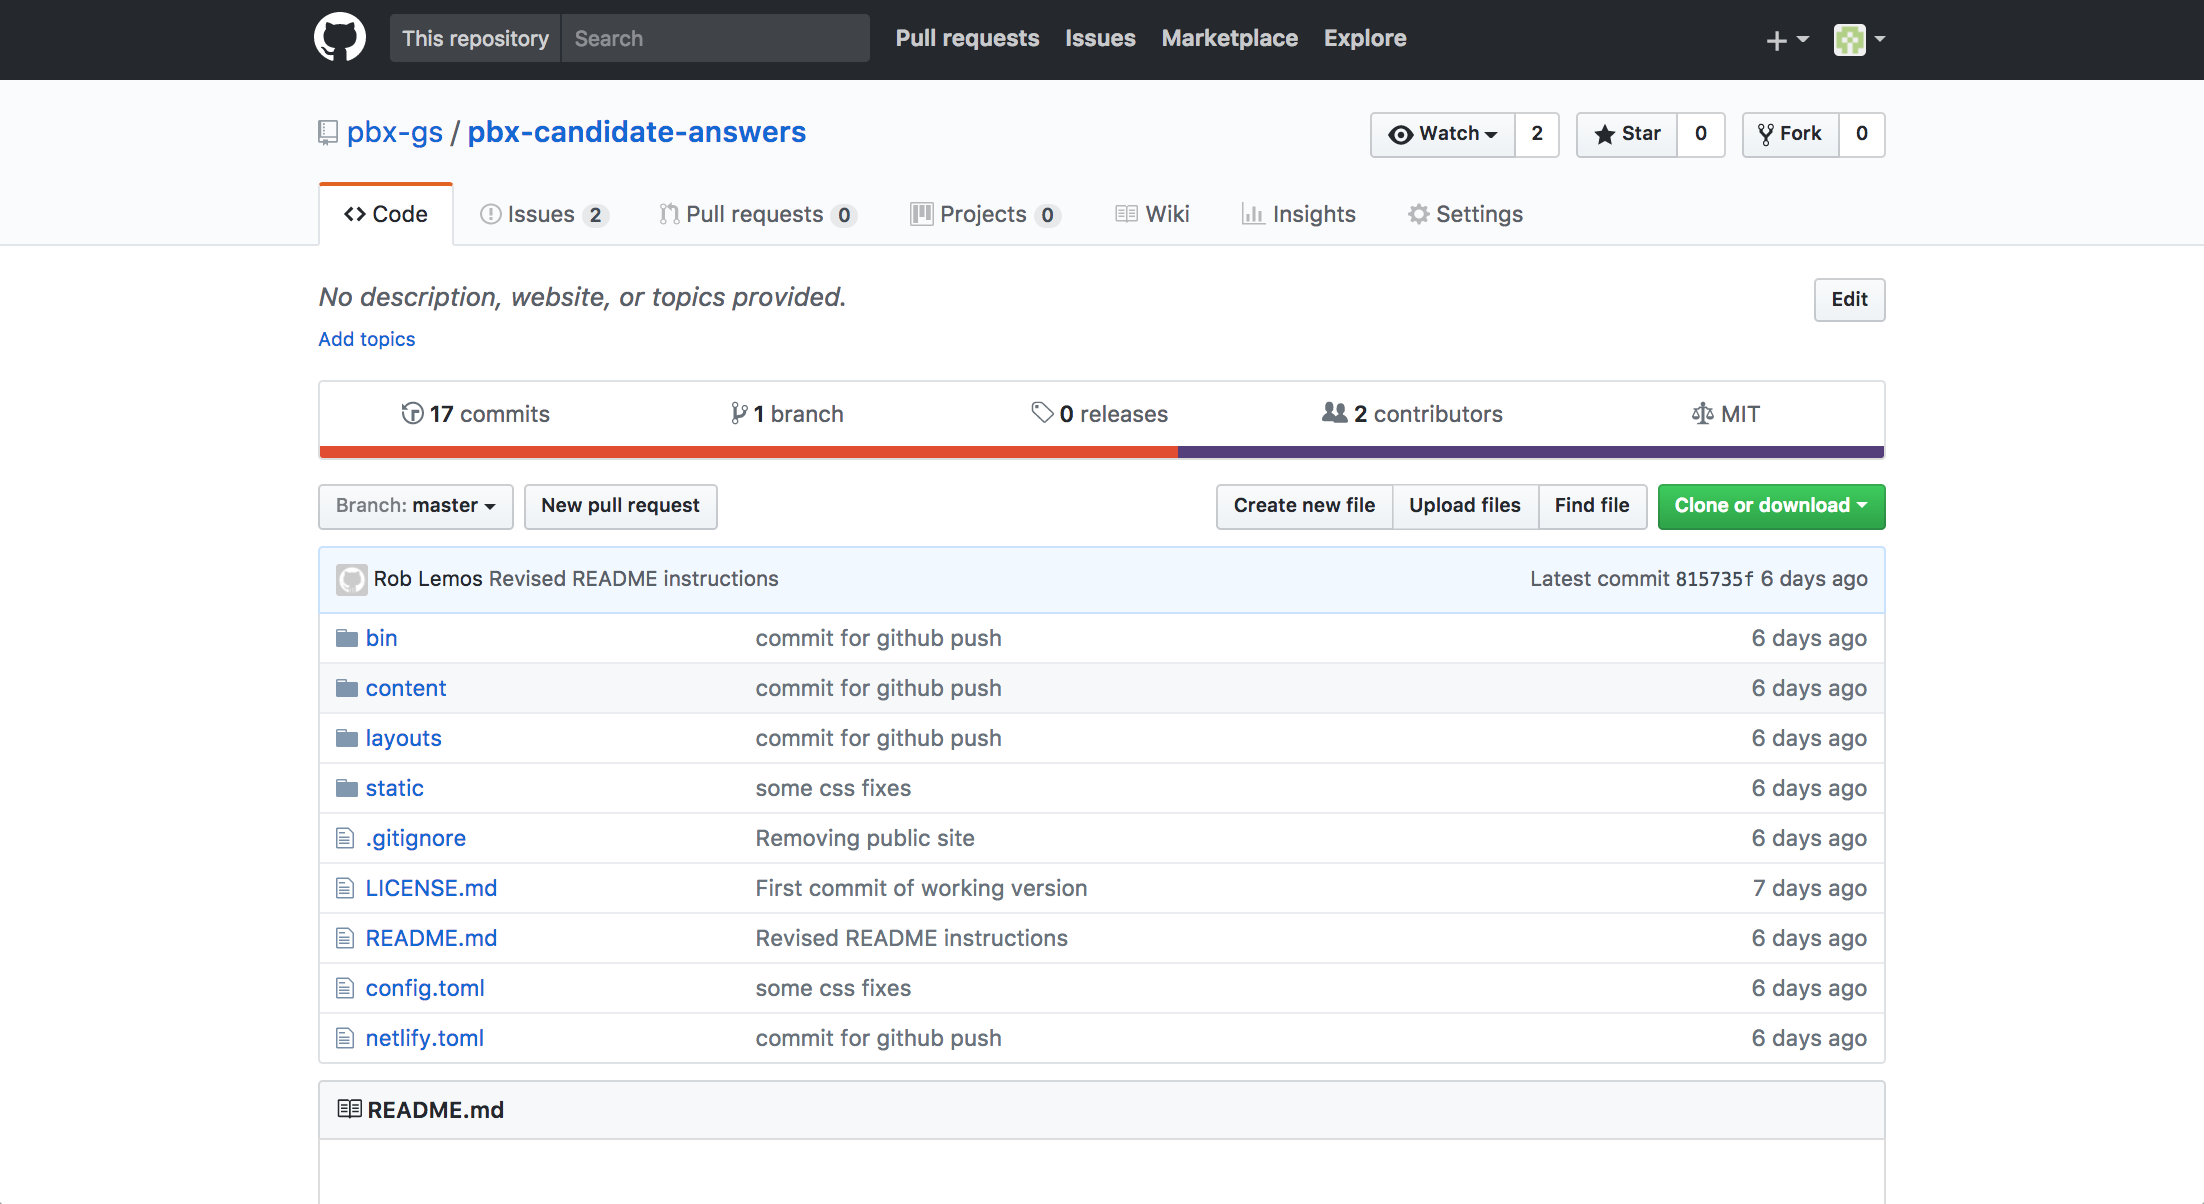 This repository Search Pull requests Issues Marketplace Explore
pbx-gs / pbx-candidate-answers Watch 2 Star 0 Fork 0
Code Issues 2 Pull requests 0 Projects 0 Wiki Insights Settings
No description, website, or topics provided. Edit
Add topics
17 commits 1 branch 0 releases 2 contributors MIT
Branch: master New pull request Create new file Upload files Find file Clone or download
Rob Lemos Revised README instructions Latest commit 815735f 6 days ago
bin commit for github push 6 days ago
content commit for github push 6 days ago
layouts commit for github push 6 days ago
static some css fixes 6 days ago
.gitignore Removing public site 6 days ago
LICENSE.md First commit of working version 7 days ago
README.md Revised README instructions 6 days ago
config.toml some css fixes 6 days ago
netlify.toml commit for github push 6 days ago
README.md